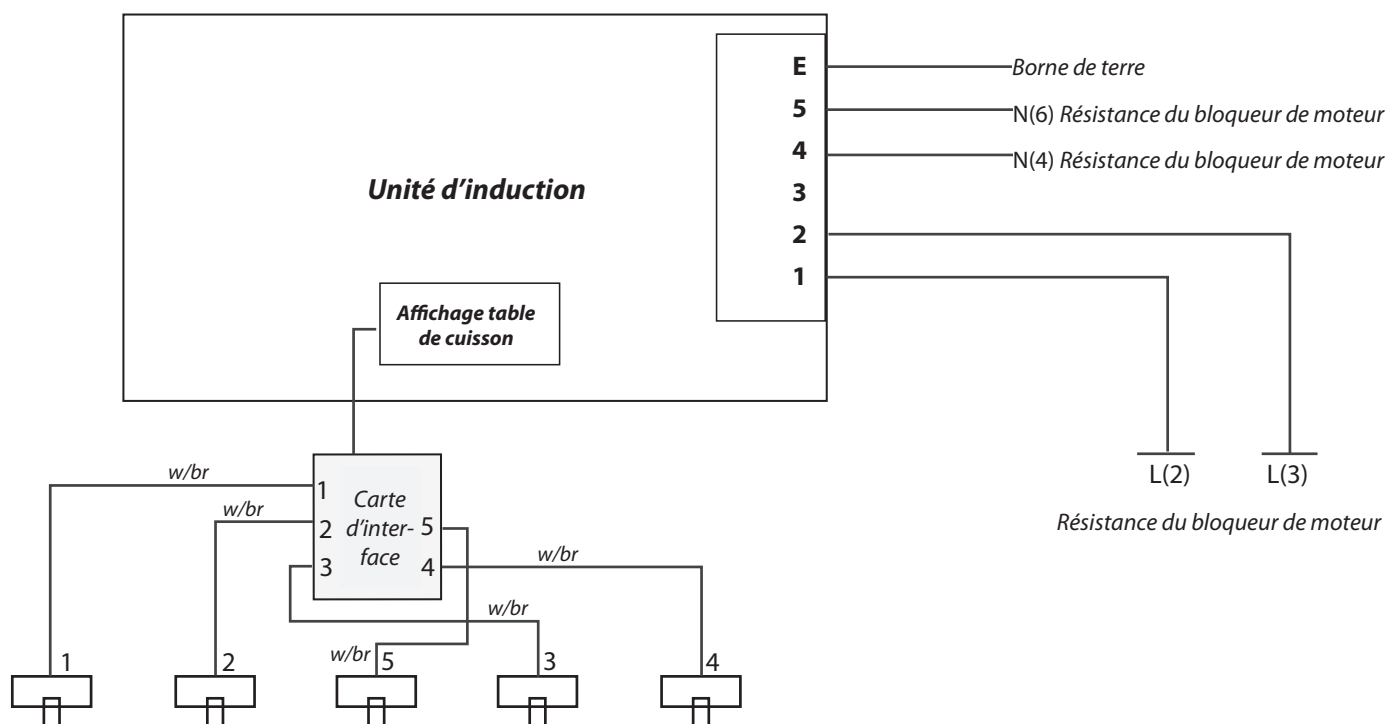 E
Borne de terre
5
N(6) Résistance du bloqueur de moteur
4
N(4) Résistance du bloqueur de moteur
Unité d’induction
3
2
1
Affichage table
de cuisson
L(2)
L(3)
Résistance du bloqueur de moteur
w/br
1
w/br
2
3
Carte
d’inter-
face
5
4
w/br
w/br
w/br
1
2
5
3
4